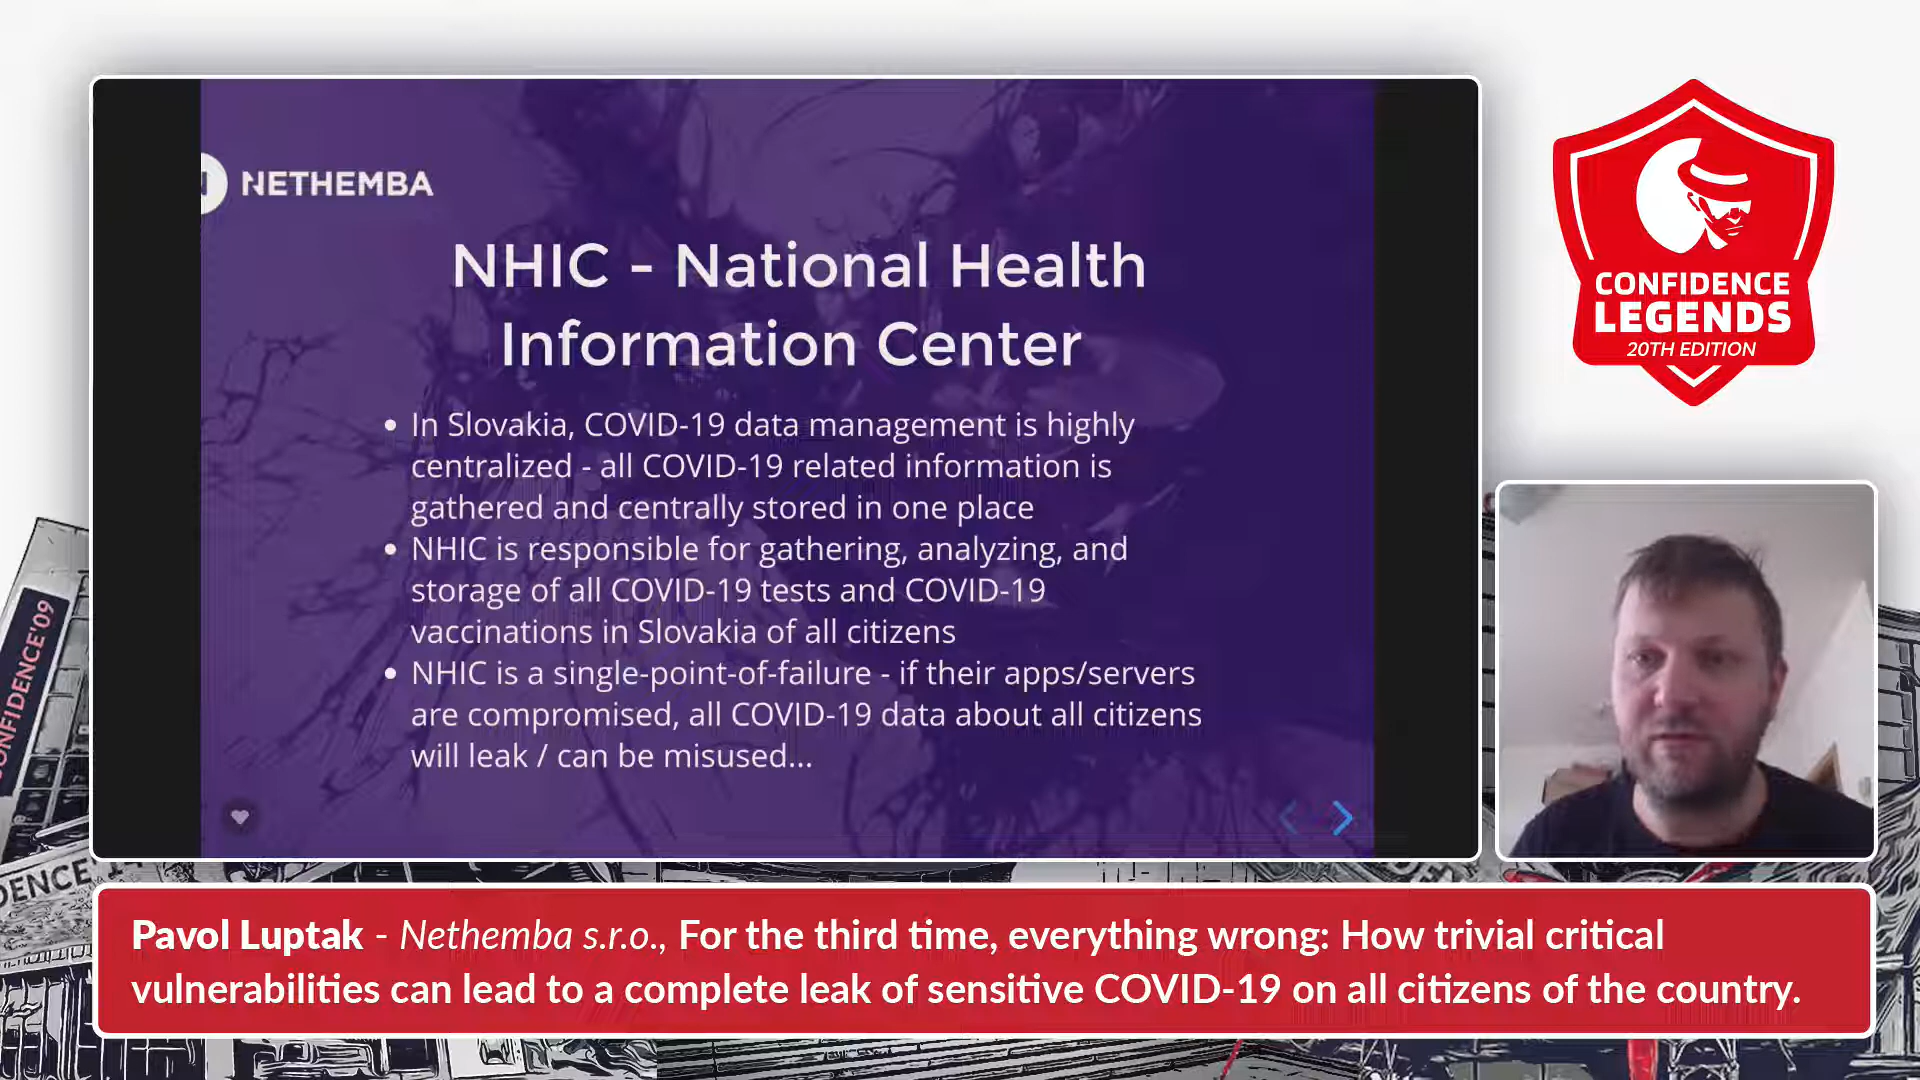 NETHEMBA
NHIC - National Health
Information Center
In Slovakia, COVID-19 data management is highly
centralized - all COVID-19 related information is
gathered and centrally stored in one place
NHIC is responsible for gathering, analyzing, and
storage of all COVID-19 tests and COVID-19
vaccinations in Slovakia of all citizens
NHIC is a single-point-of-failure - if their apps/servers
are compromised, all COVID-19 data about all citizens
will leak / can be misused...
CONFIDENCE
LEGENDS
20TH EDITION
CONFIDENCE'09
Pavol Luptak - Nethemba s.r.o., For the third time, everything wrong: How trivial critical
vulnerabilities can lead to a complete leak of sensitive COVID-19 on all citizens of the country.